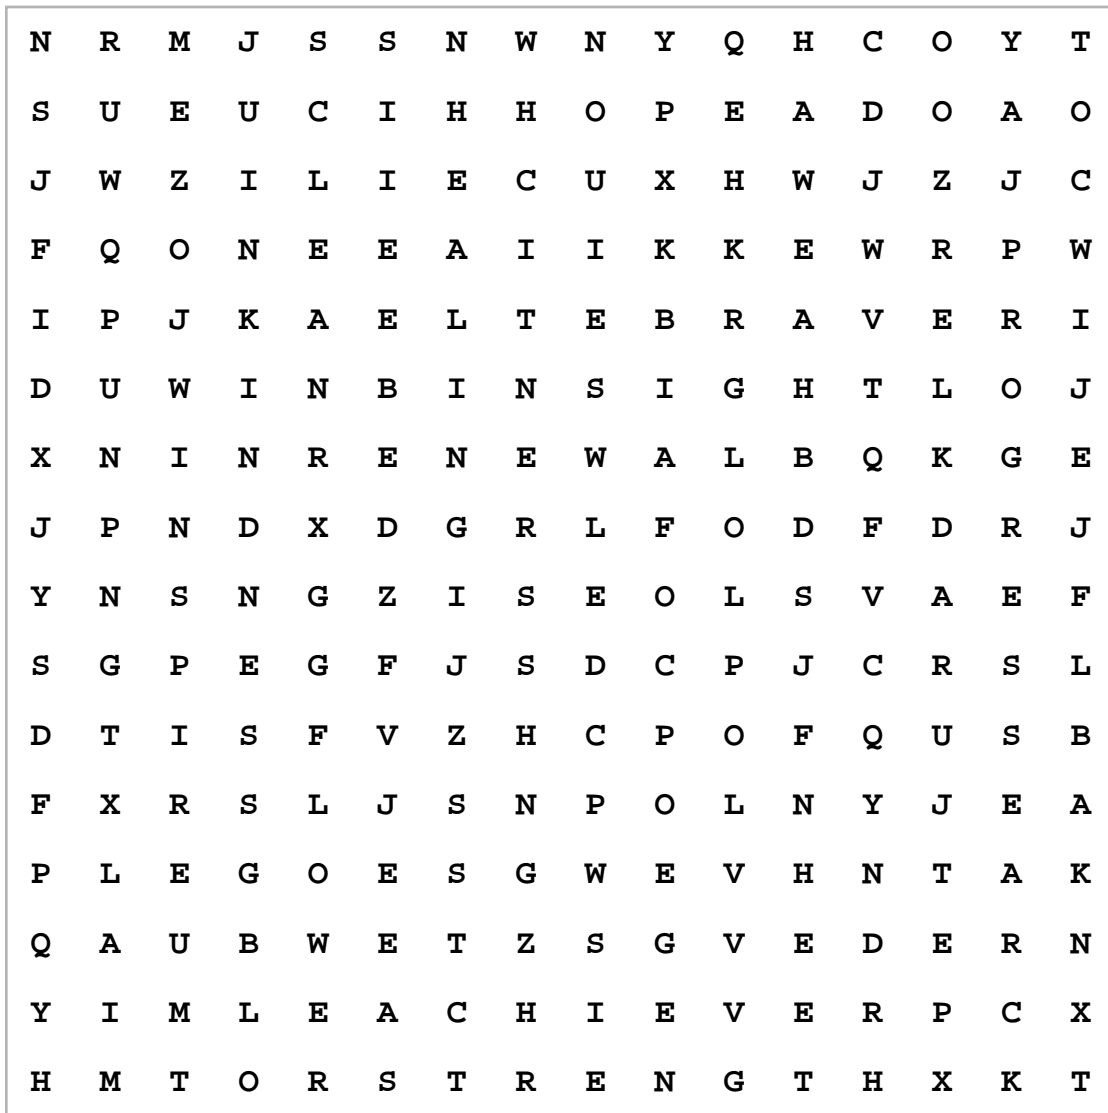 N R M J S S N W N Y Q H C O Y T
S U E U C I H H O P E A D O A O
J W Z I L I E C U X H W J Z J C
F Q O N E E A I I K K E W R P W
I P J K A E L T E B R A V E R I
D U W I N B I N S I G H T L O J
X N I N R E N E W A L B Q K G E
J P N D X D G R L F O D F D R J
Y N S N G Z I S E O L S V A E F
S G P E G F J S D C P J C R S L
D T I S F V Z H C P O F Q U S B
F X R S L J S N P O L N Y J E A
P L E G O E S G W E V H N T A K
Q A U B W E T Z S G V E D E R N
Y I M L E A C H I E V E R P C X
H M T O R S T R E N G T H X K T